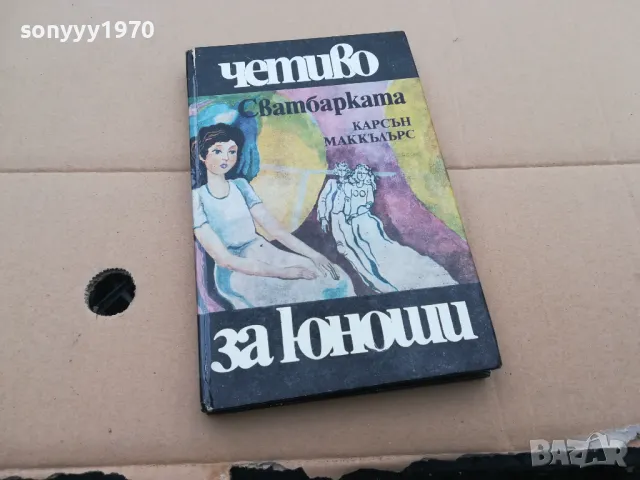 sonyyy1970
четиво
Сватбарката
КАРСЪН
МАККЪЛЪРС
за юноши
BAZAR